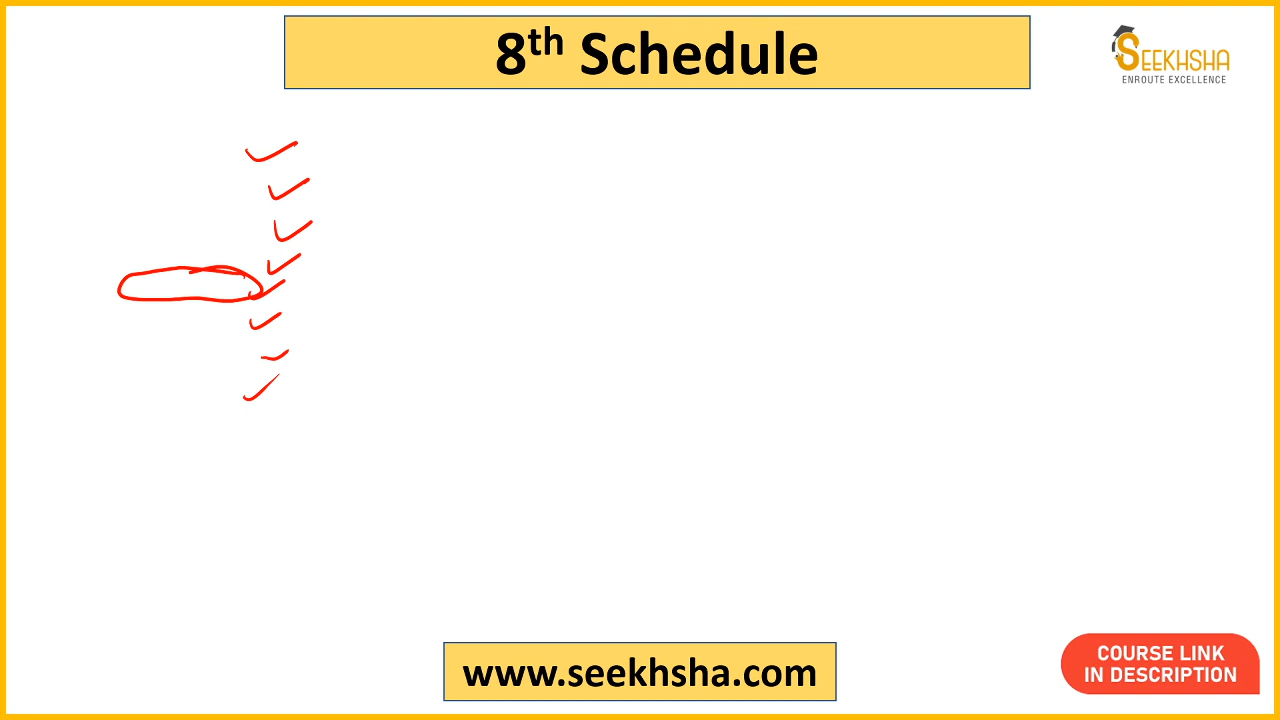 8th Schedule
SEEKHSHA
ENROUTE EXCELLENCE
www.seekhsha.com
COURSE LINK
IN DESCRIPTION